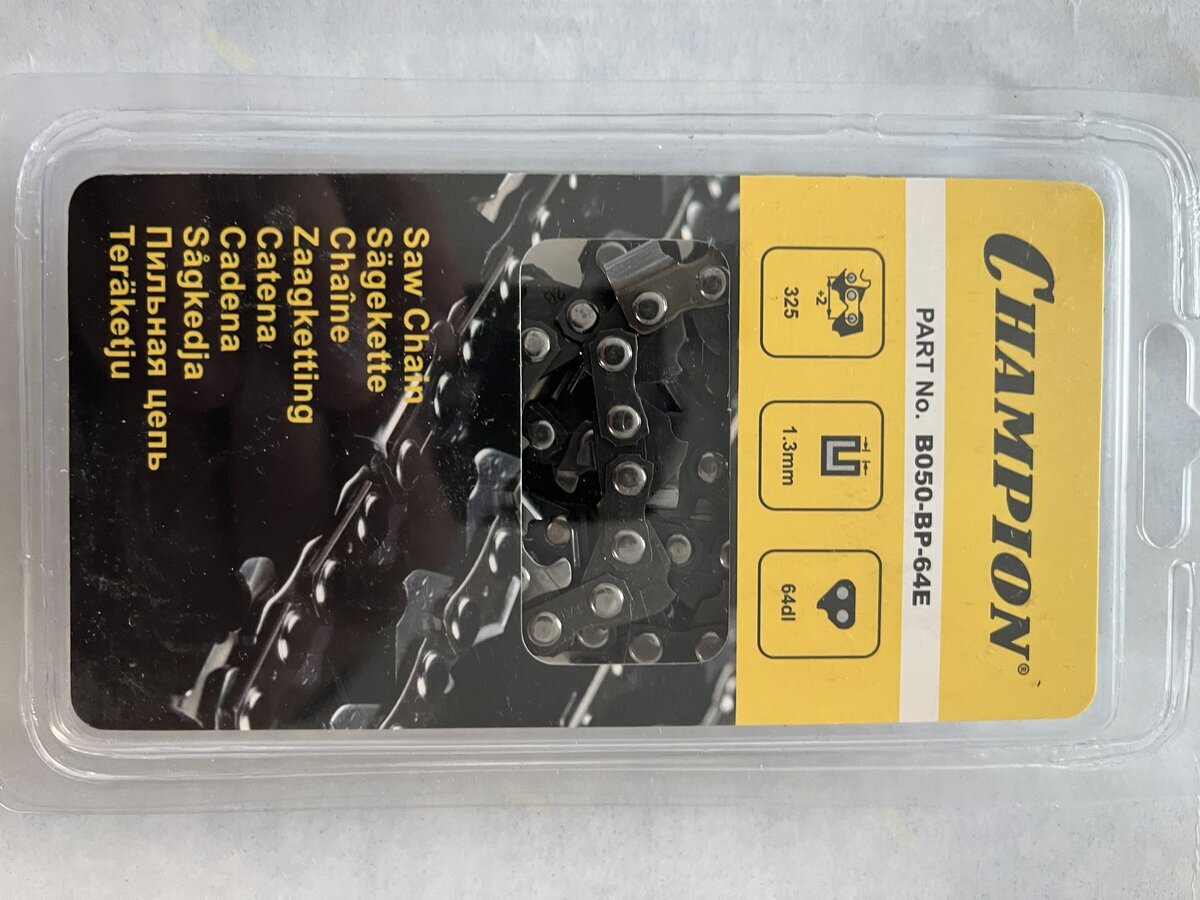 CHAMPION®
PART No. B050-BP-64E
+2
325
1.3mm
64dl
Saw Chain
Sägekette
Chaîne
Zaagketting
Catena
Cadena
Sågkedja
Пильная цепь
Teräketju